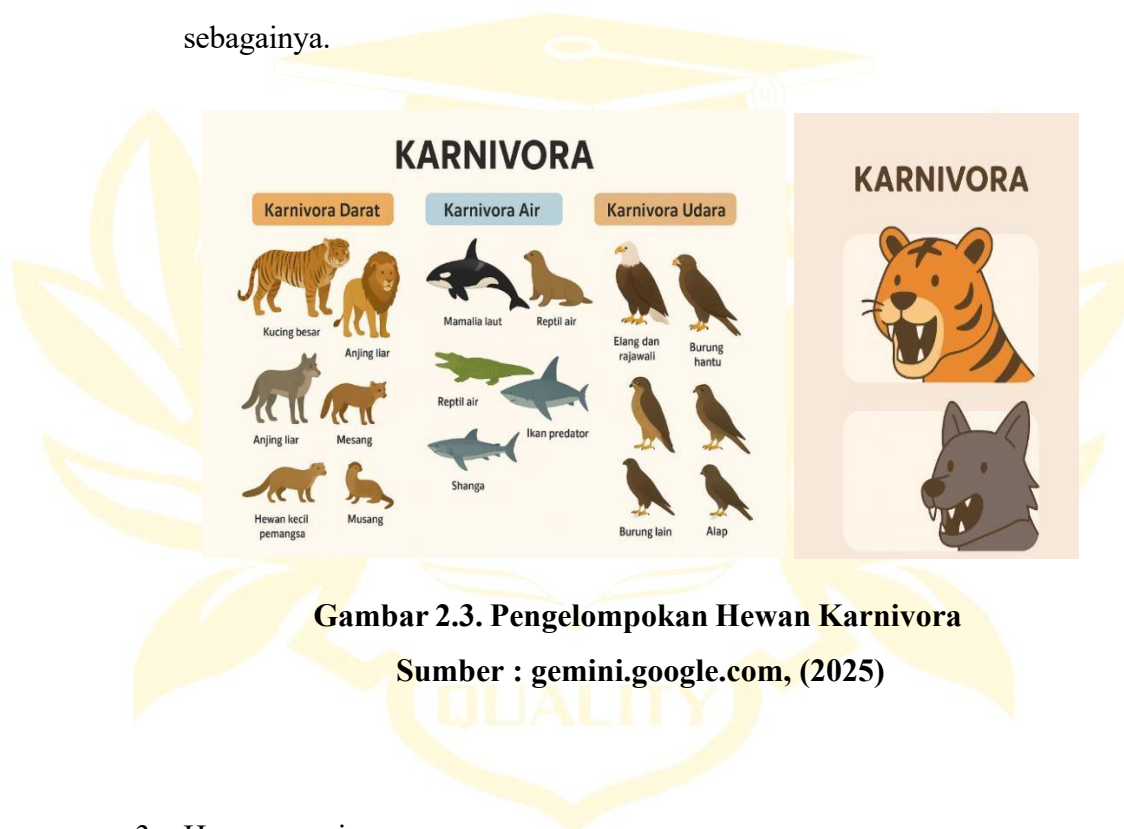 sebagainya.
KARNIVORA
Karnivora Darat
Kucing besar
Anjing liar
Anjing liar
Mesang
Hewan kecil
pemangsa
Musang
Karnivora Air
Mamalia laut
Reptil air
Reptil air
Ikan predator
Shanga
Karnivora Udara
Elang dan
rajawali
Burung
hantu
Burung lain
Alap
KARNIVORA
Gambar 2.3. Pengelompokan Hewan Karnivora
Sumber : gemini.google.com, (2025)
QUALITY